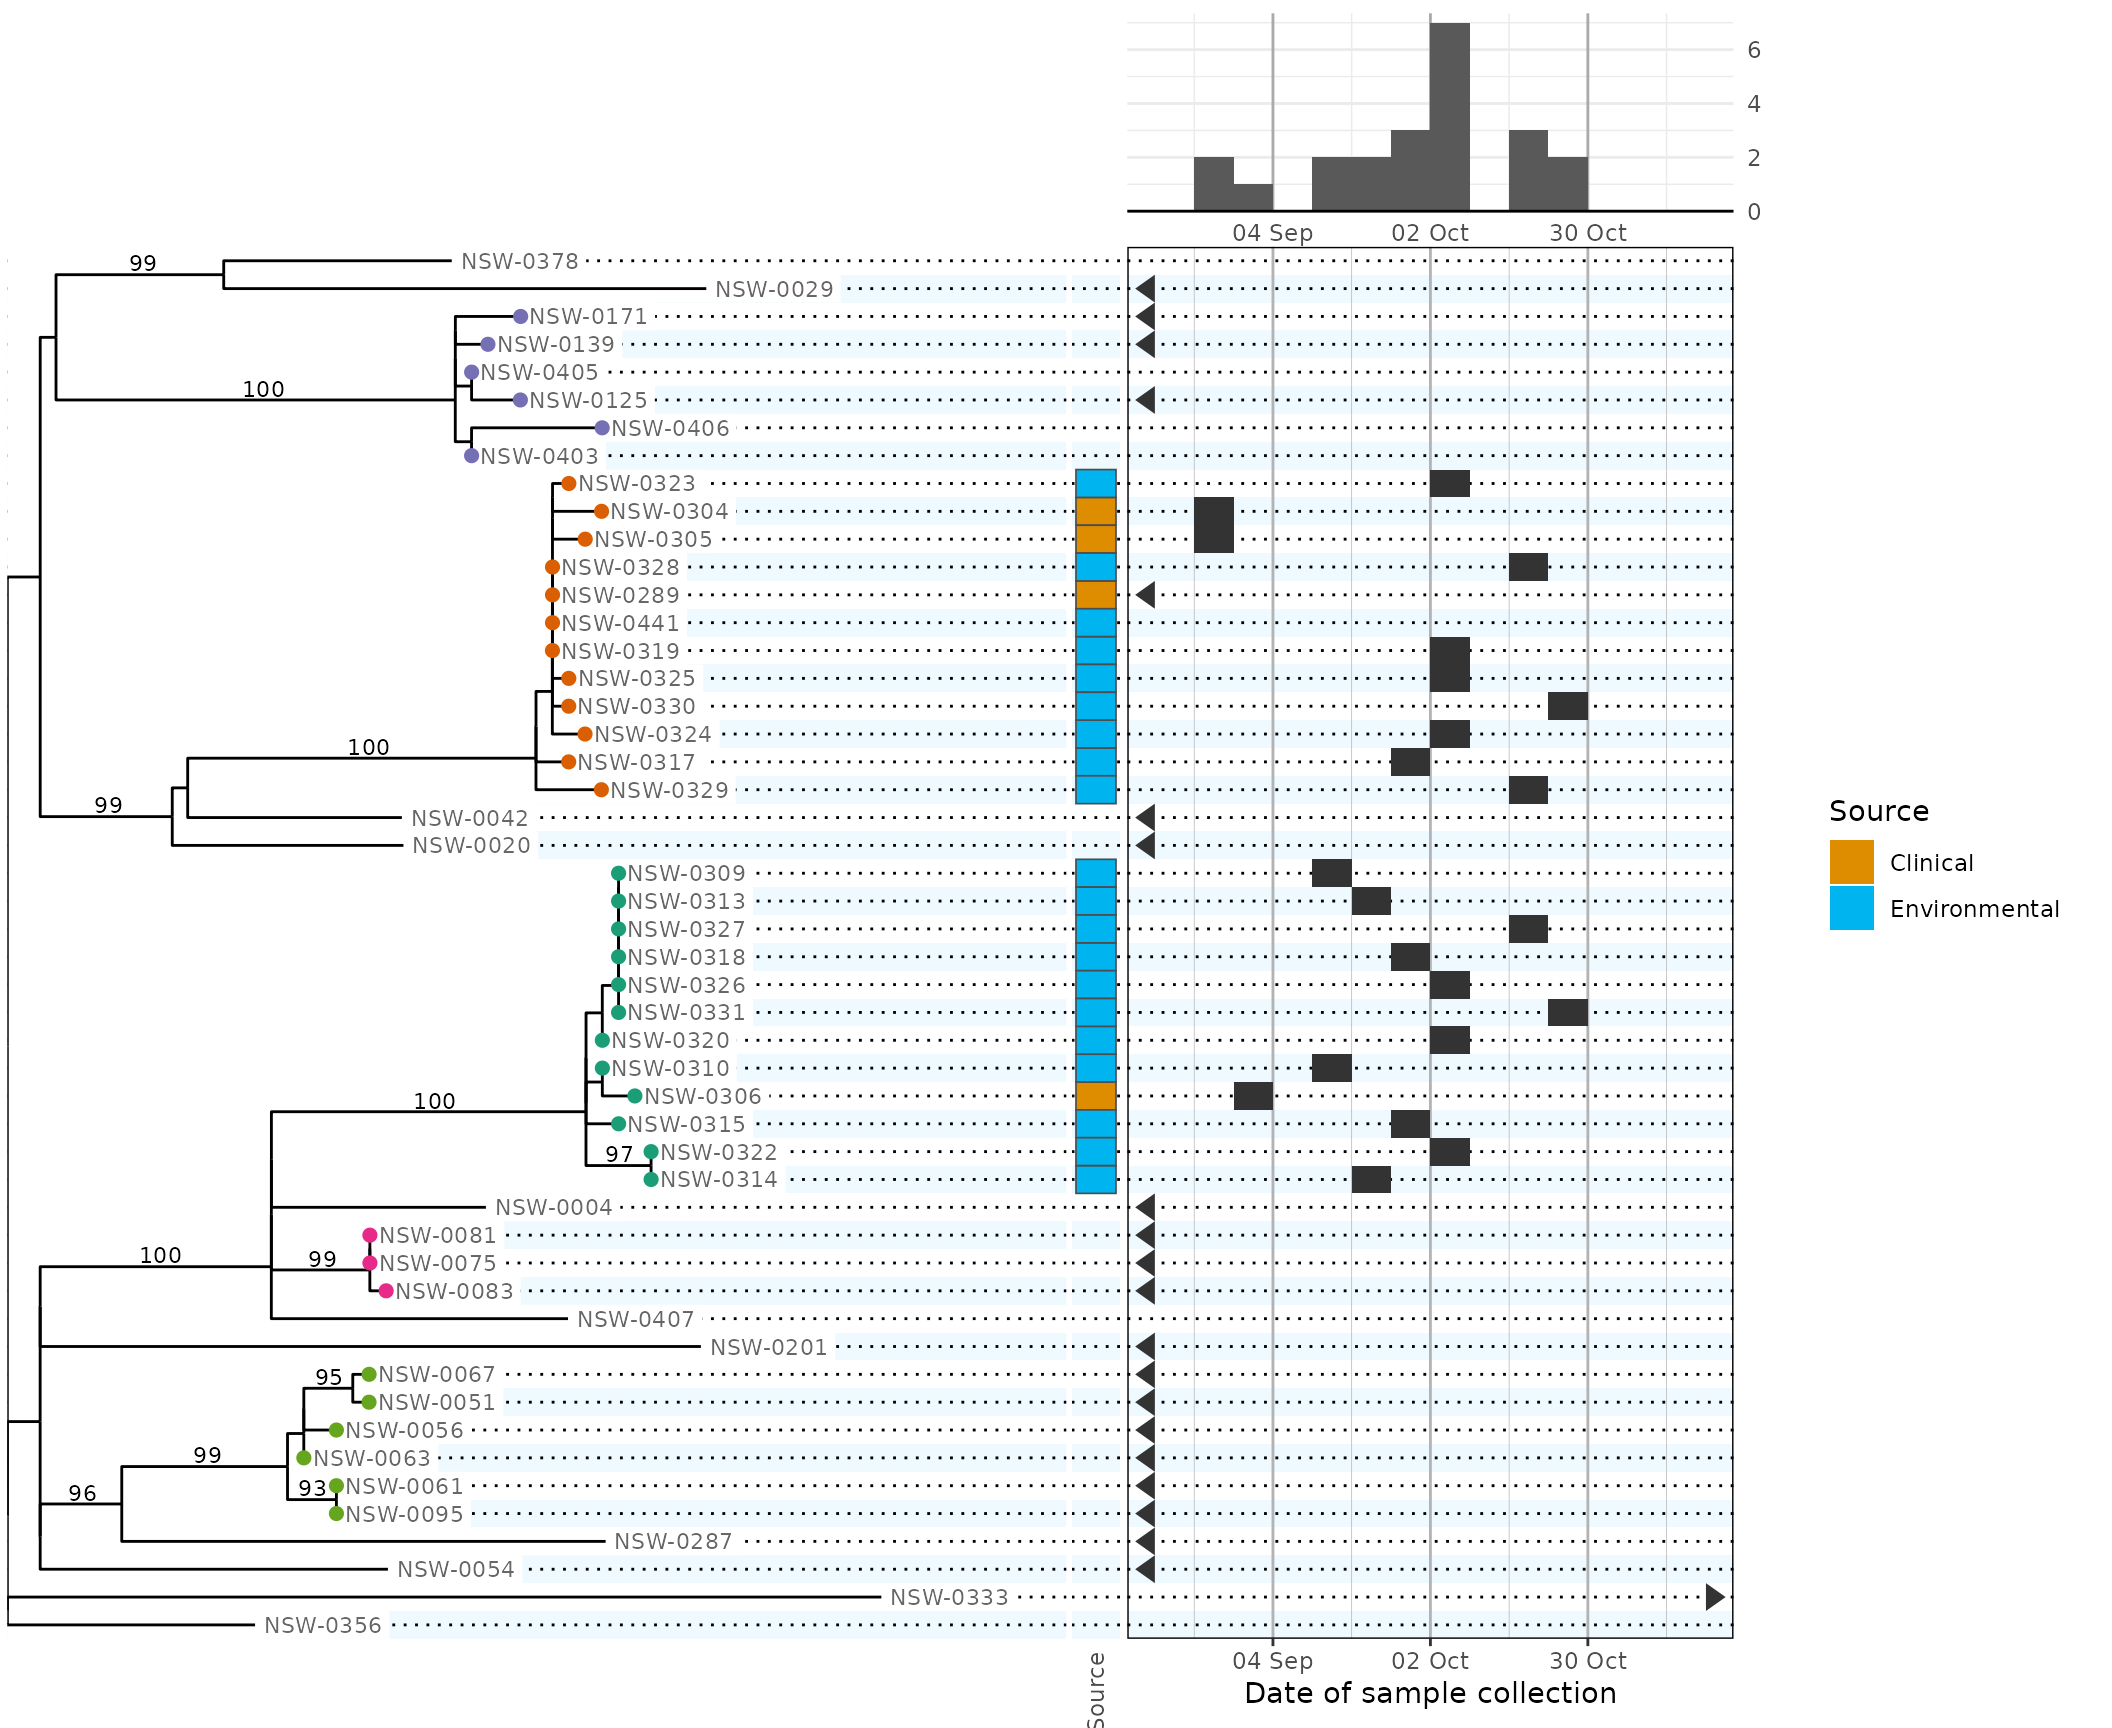 6
4
2
0
04 Sep 02 Oct 30 Oct
99
NSW-0378
NSW-0029
NSW-0171
NSW-0139
NSW-0405
100
NSW-0125
NSW-0406
NSW-0403
NSW-0323
NSW-0304
NSW-0305
NSW-0328
NSW-0289
NSW-0441
NSW-0319
NSW-0325
NSW-0330
NSW-0324
100
NSW-0317
NSW-0329
99
NSW-0042
NSW-0020
NSW-0309
NSW-0313
NSW-0327
NSW-0318
NSW-0326
NSW-0331
NSW-0320
NSW-0310
NSW-0306
100
NSW-0315
97
NSW-0322
NSW-0314
NSW-0004
NSW-0081
100
99
NSW-0075
NSW-0083
NSW-0407
NSW-0201
95
NSW-0067
NSW-0051
NSW-0056
99
NSW-0063
93
NSW-0061
96
NSW-0095
NSW-0287
NSW-0054
NSW-0333
NSW-0356
Source
04 Sep 02 Oct 30 Oct
Date of sample collection
Source
Clinical
Environmental